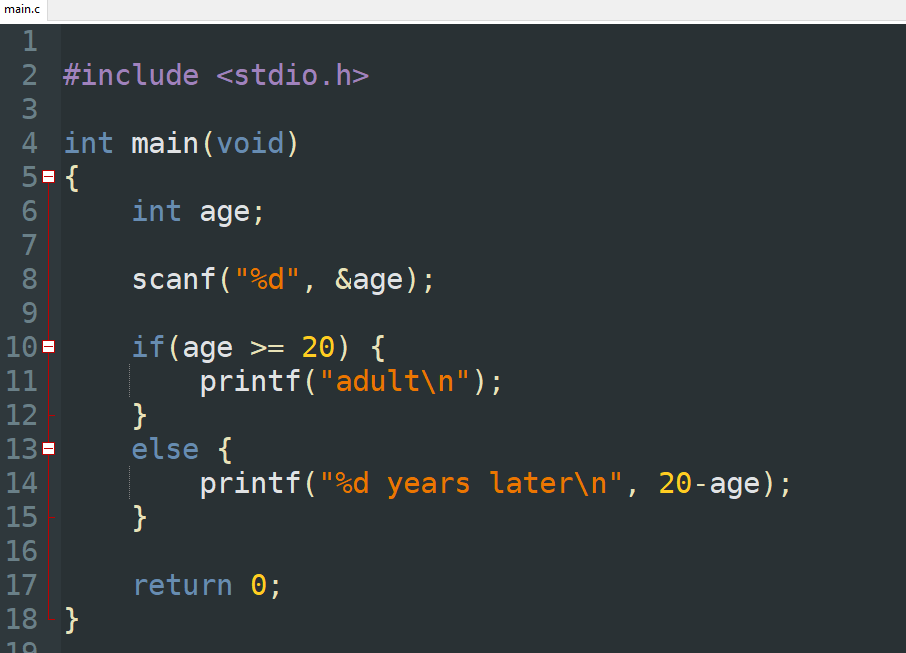 main.c
1
2 #include <stdio.h>
3
4 int main(void)
5 {
6     int age;
7
8     scanf("%d", &age);
9
10     if(age >= 20) {
11         printf("adult\n");
12     }
13     else {
14         printf("%d years later\n", 20-age);
15     }
16
17     return 0;
18 }
19